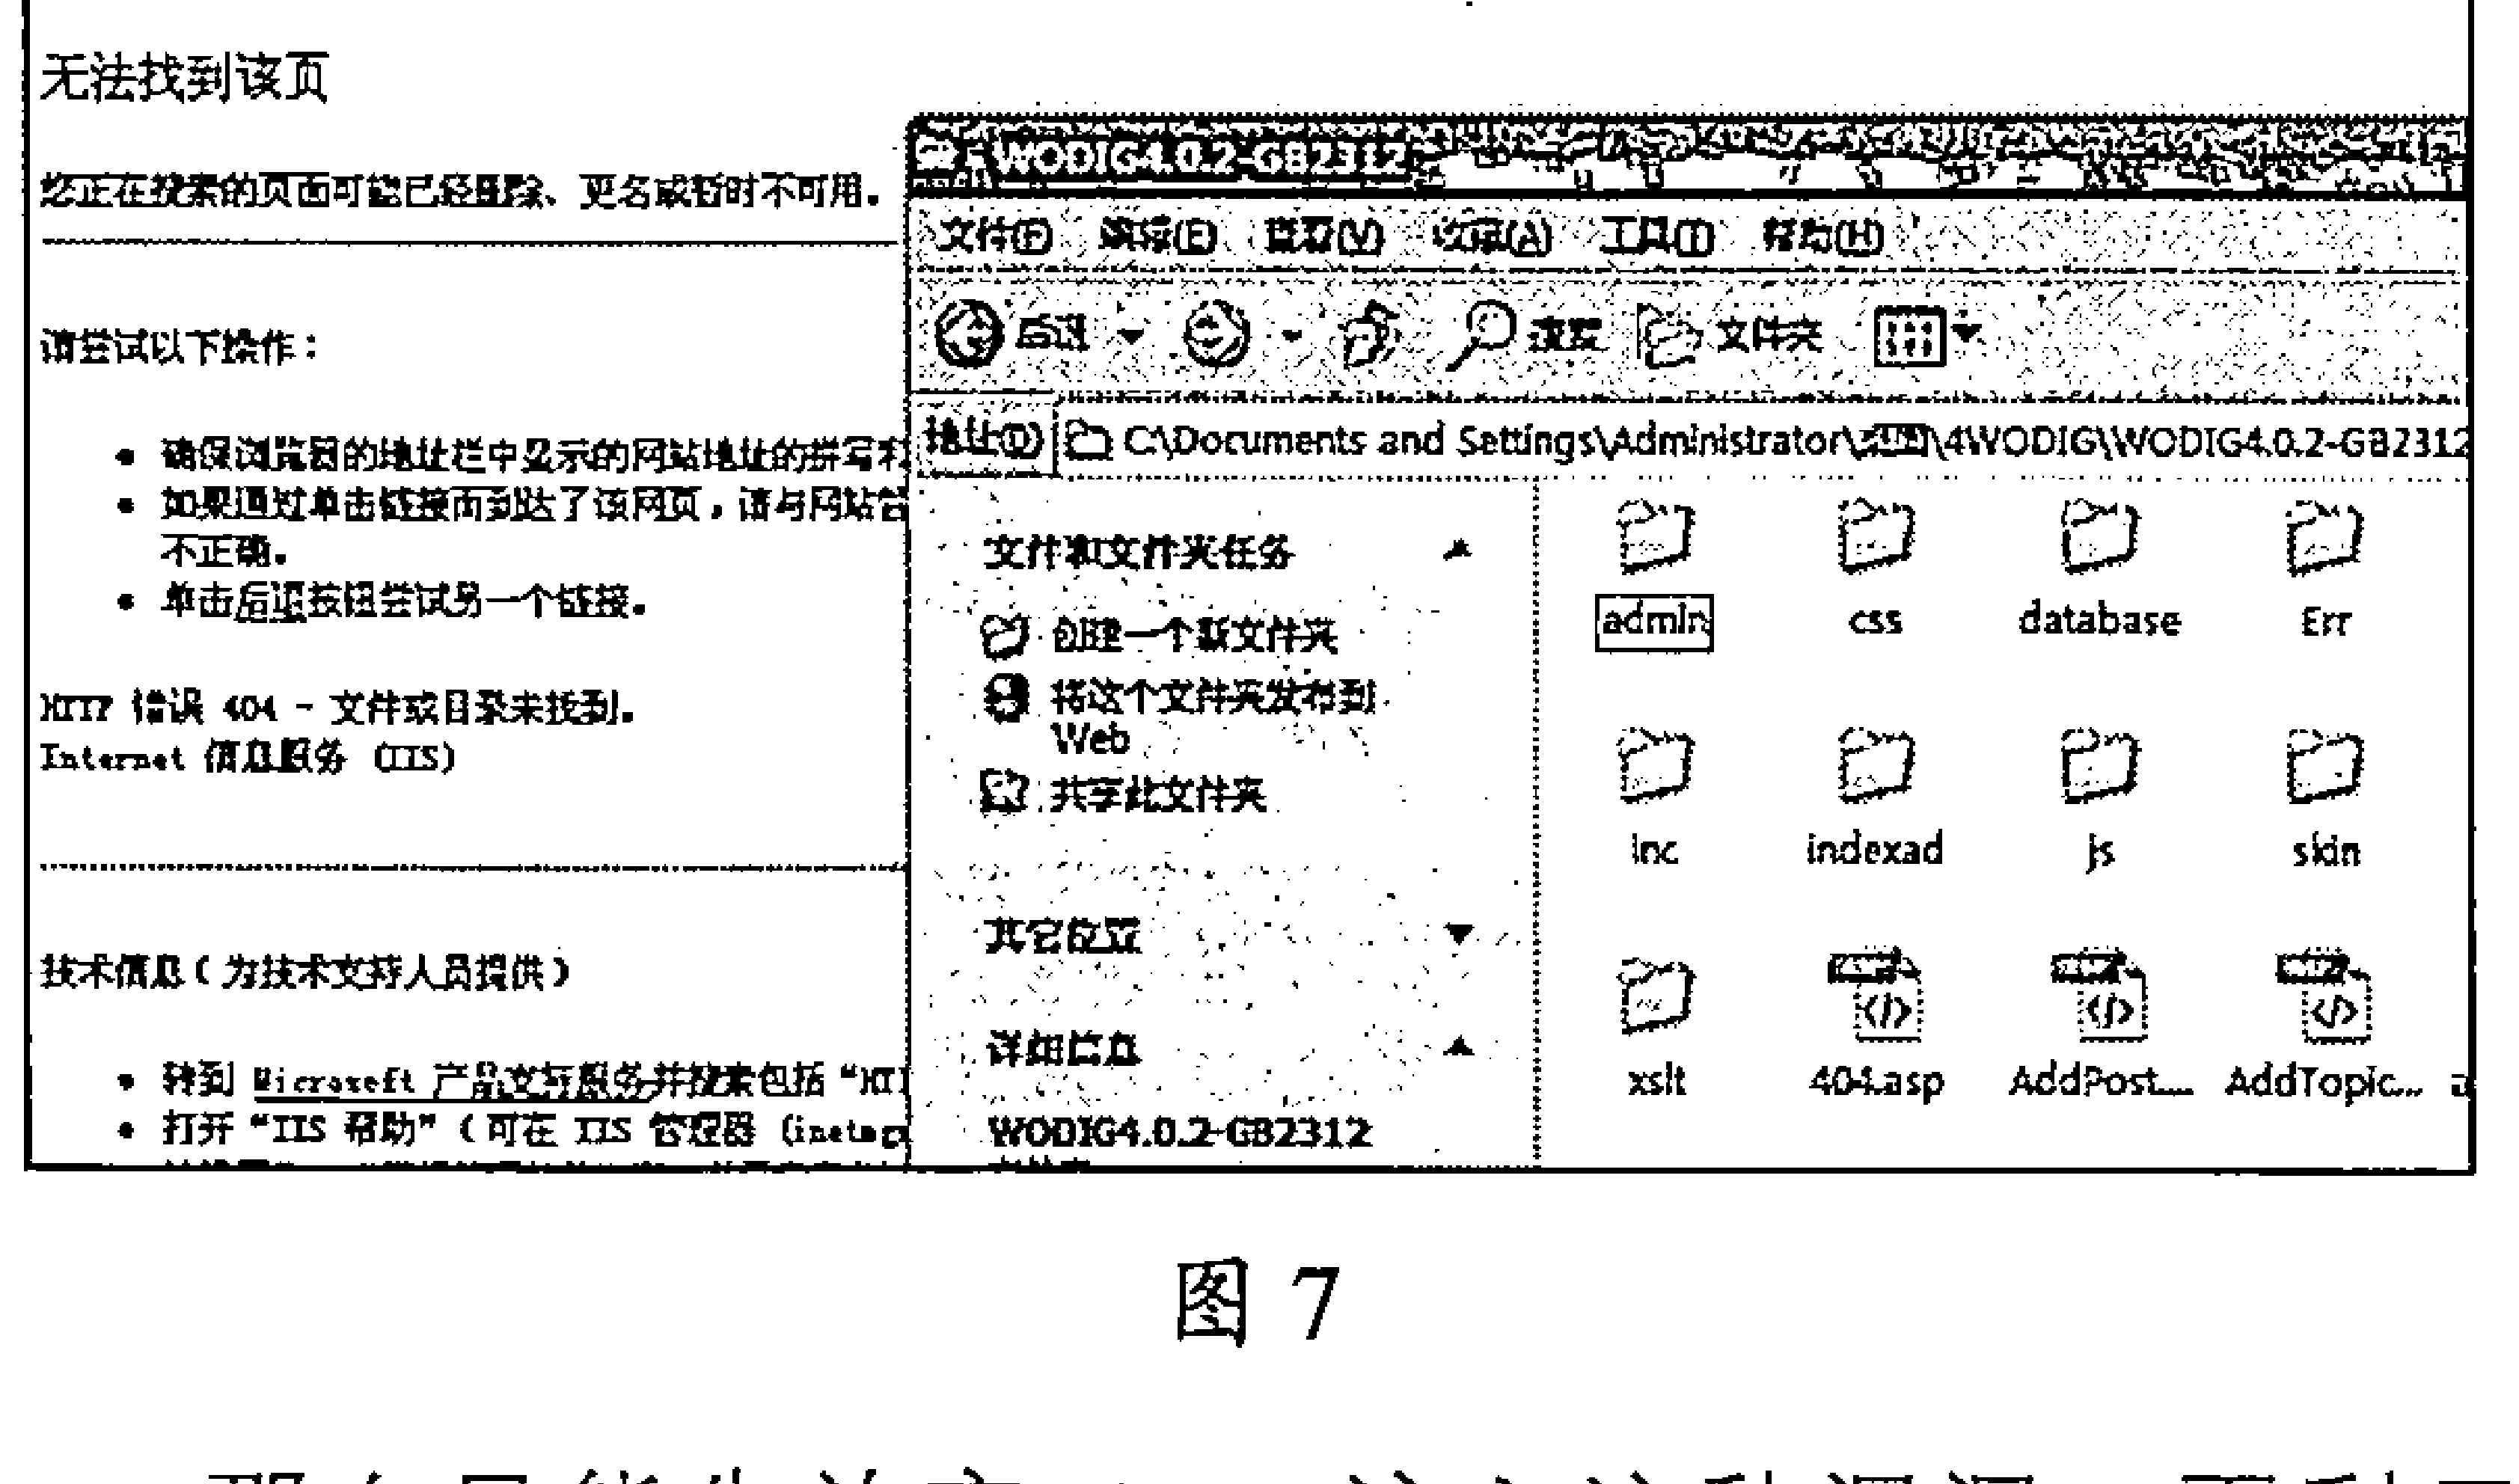 无法找到该页
您正在搜索的页面可能已经删除、更名或暂时不可用。
请尝试以下操作:
• 确保浏览器的地址栏中显示的网站地址的拼写和
• 如果通过单击链接而到达了该网页,请与网站管
不正确。
• 单击后退按钮尝试另一个链接。
HTTP 错误 404 - 文件或目录未找到。
Internet 信息服务 (IIS)
技术信息(为技术支持人员提供)
• 转到 Microsoft 产品支持服务并搜索包括“HTT
• 打开“IIS 帮助”(可在 IIS 管理器 (inetmgr
WODIG4.0.2-GB2312
文件(F) 编辑(E) 查看(V) 收藏(A) 工具(T) 帮助(H)
后退 搜索 文件夹
地址(D) C:\Documents and Settings\Administrator\桌面\4WODIG\WODIG4.0.2-GB2312
文件和文件夹任务
创建一个新文件夹
将这个文件夹发布到
Web
共享此文件夹
其它位置
详细信息
WODIG4.0.2-GB2312
admin css database Err
inc indexad js skin
xslt 404.asp AddPost.... AddTopic...
图 7